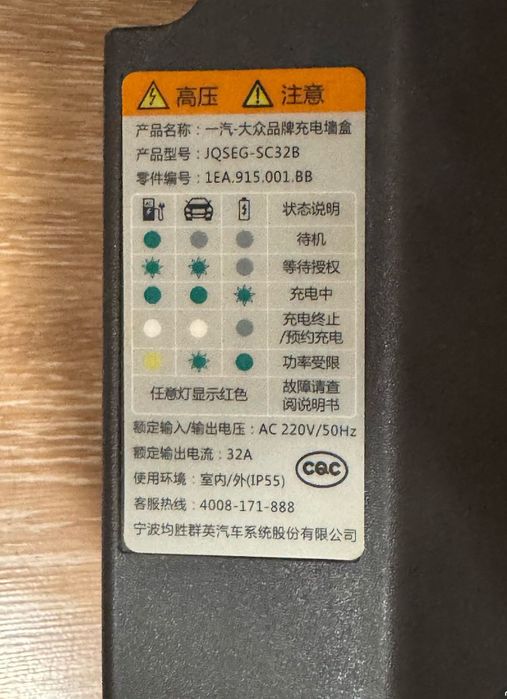 高压 注意
产品名称：一汽-大众品牌充电墙盒
产品型号：JQSEG-SC32B
零件编号：1EA.915.001.BB
状态说明
待机
等待授权
充电中
充电终止
/预约充电
功率受限
任意灯显示红色 故障请查
阅说明书
额定输入/输出电压：AC 220V/50Hz
额定输出电流：32A
CQC
使用环境：室内/外(IP55)
客服热线：4008-171-888
宁波均胜群英汽车系统股份有限公司